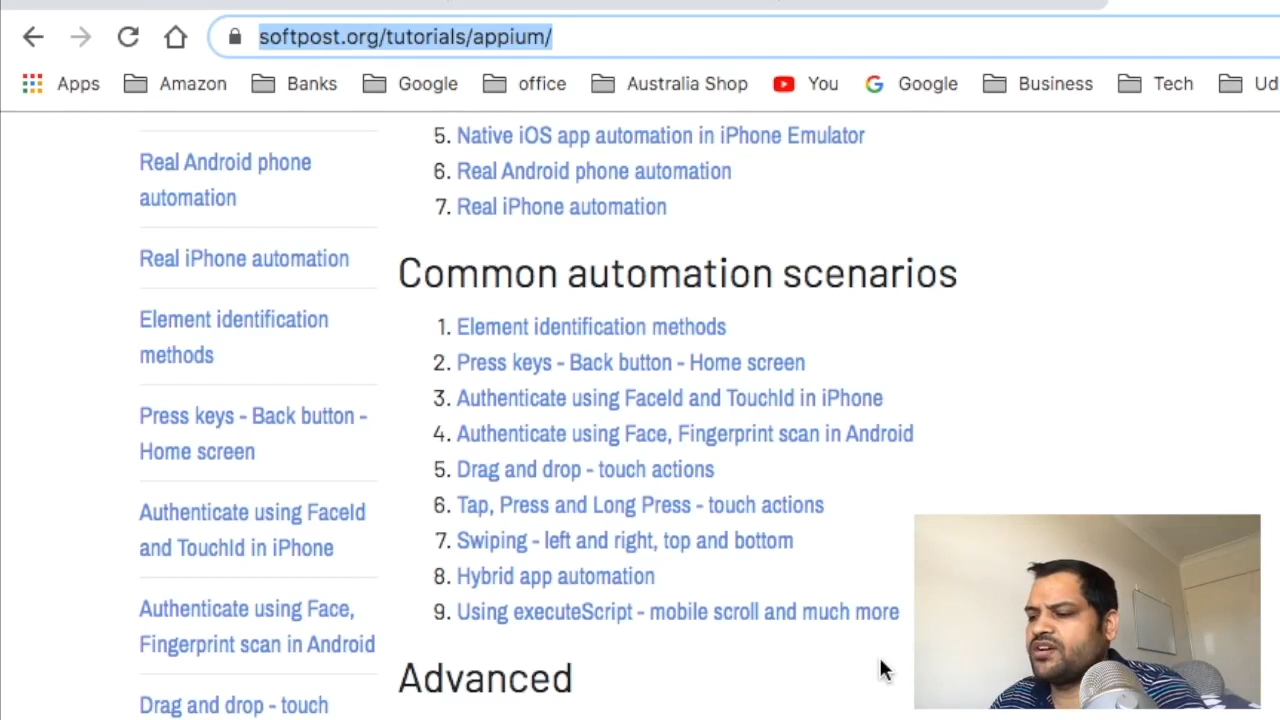 softpost.org/tutorials/appium/
Apps Amazon Banks Google office Australia Shop You Google Business Tech Ud
Real Android phone
automation
Real iPhone automation
Element identification
methods
Press keys - Back button -
Home screen
Authenticate using FaceId
and TouchId in iPhone
Authenticate using Face,
Fingerprint scan in Android
Drag and drop - touch
5. Native iOS app automation in iPhone Emulator
6. Real Android phone automation
7. Real iPhone automation
Common automation scenarios
1. Element identification methods
2. Press keys - Back button - Home screen
3. Authenticate using FaceId and TouchId in iPhone
4. Authenticate using Face, Fingerprint scan in Android
5. Drag and drop - touch actions
6. Tap, Press and Long Press - touch actions
7. Swiping - left and right, top and bottom
8. Hybrid app automation
9. Using executeScript - mobile scroll and much more
Advanced